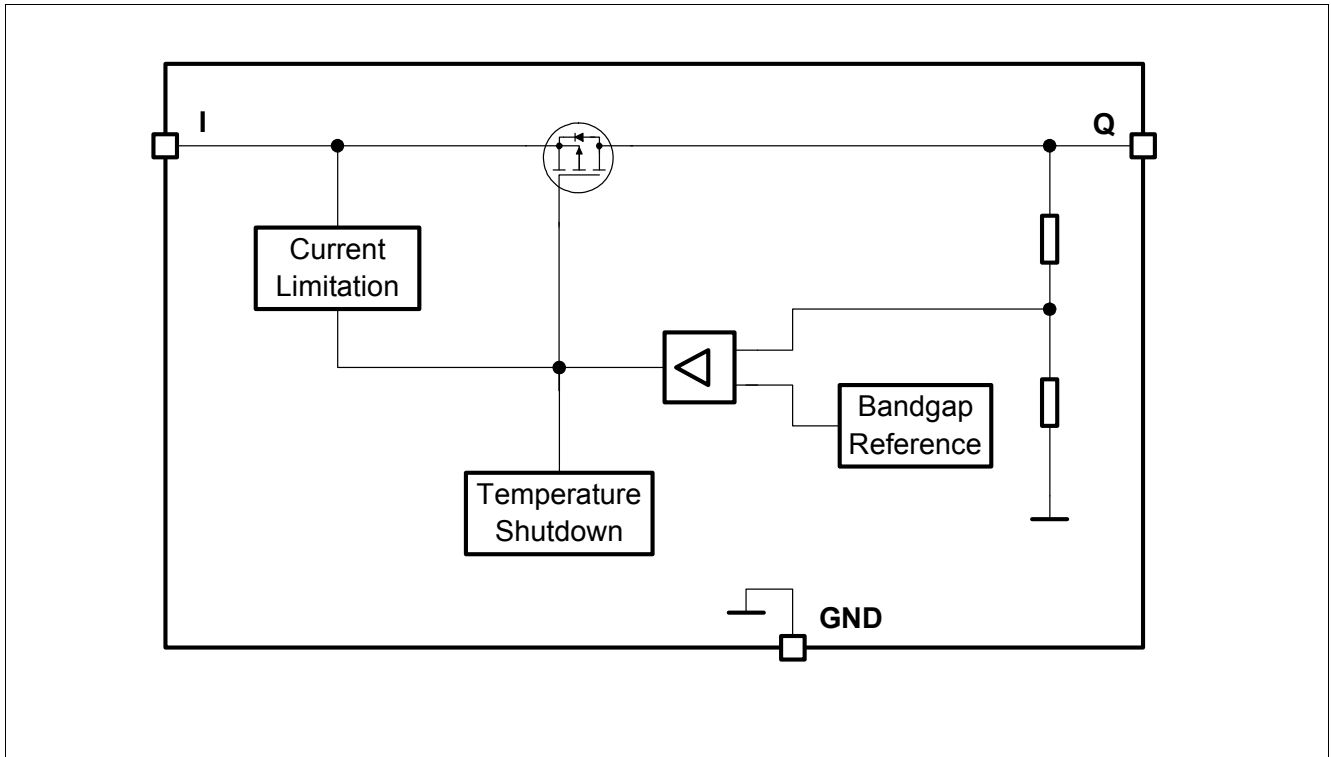 I
Q
Current
Limitation
Bandgap
Reference
Temperature
Shutdown
GND